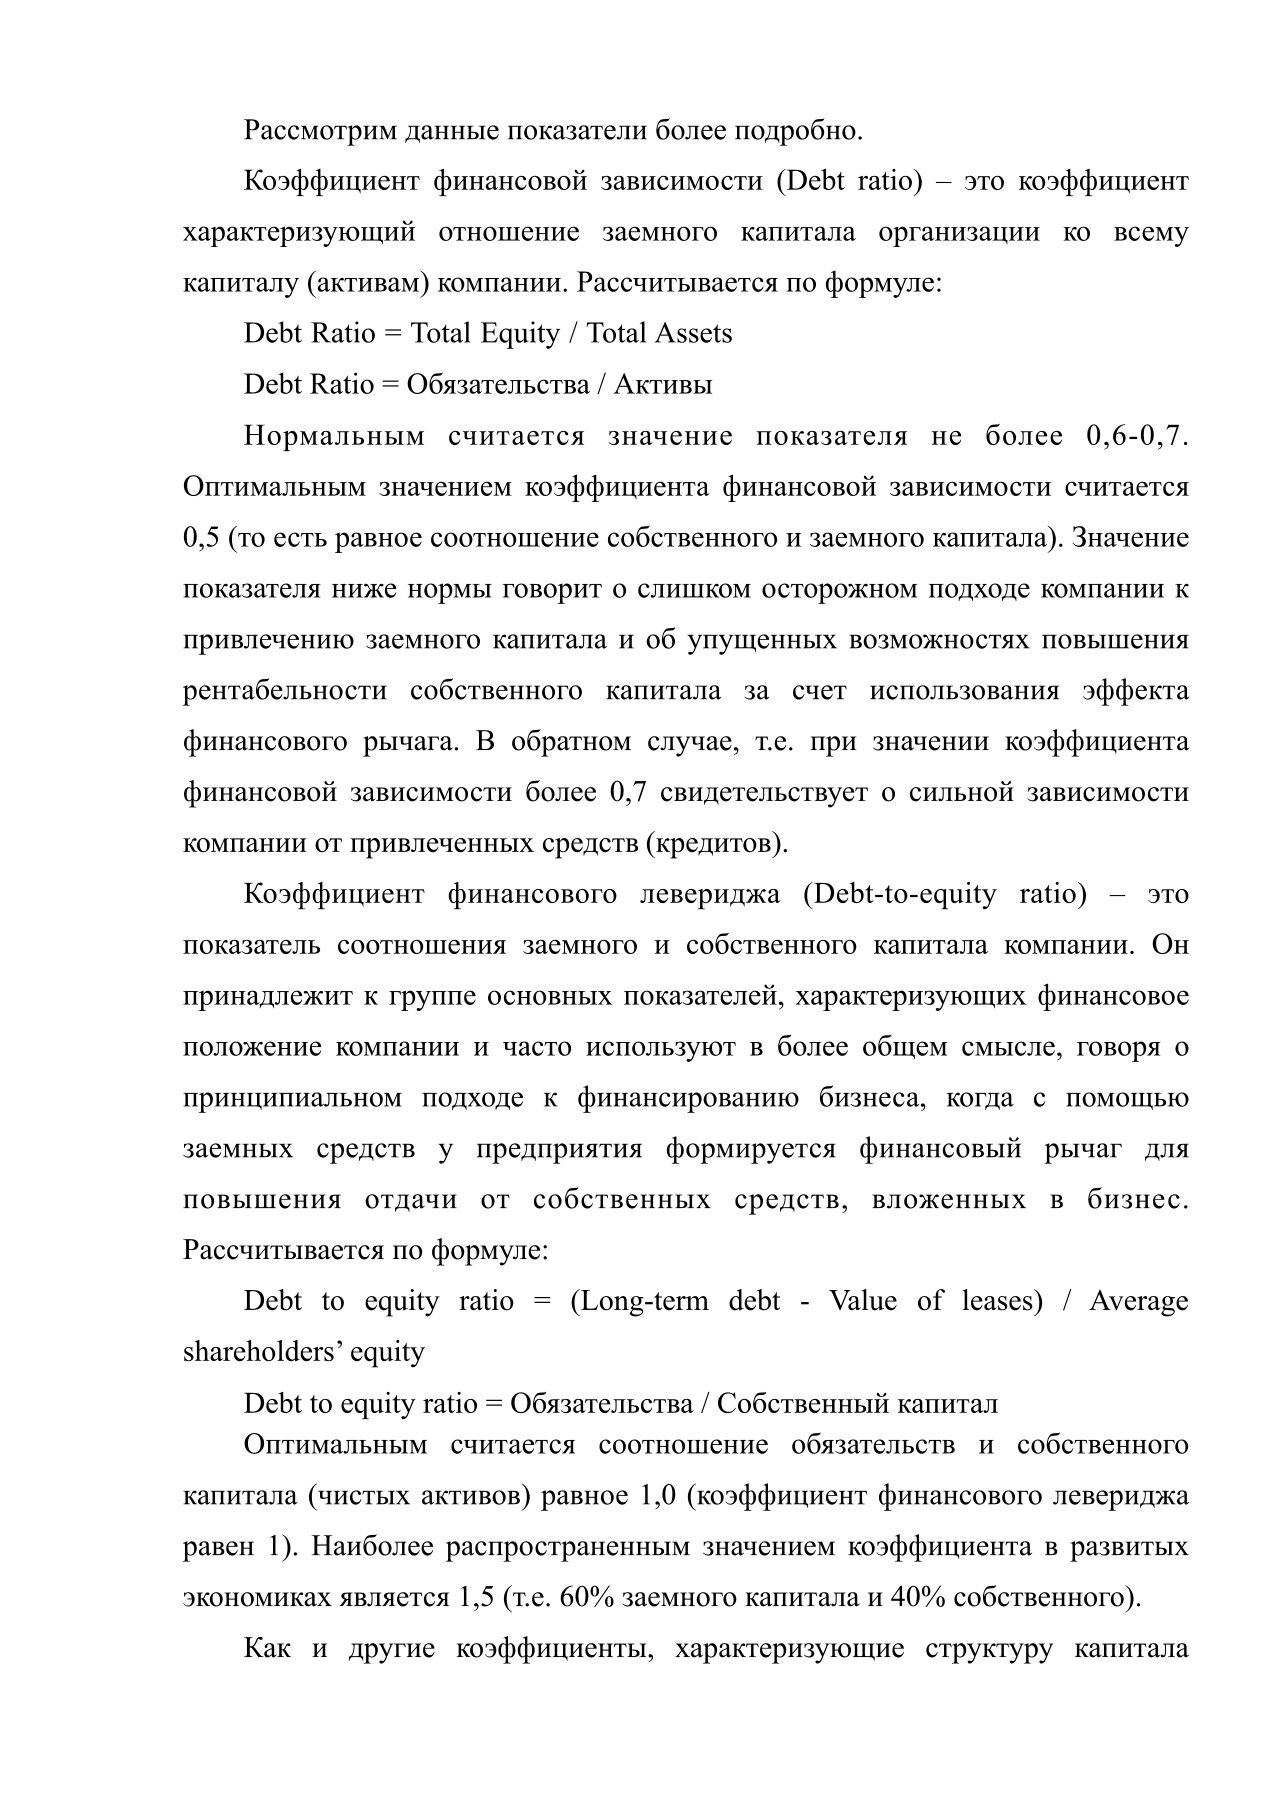 Рассмотрим данные показатели более подробно.
Коэффициент финансовой зависимости (Debt ratio) – это коэффициент
характеризующий отношение заемного капитала организации ко всему
капиталу (активам) компании. Рассчитывается по формуле:
Debt Ratio = Total Equity / Total Assets
Debt Ratio = Обязательства / Активы
Нормальным считается значение показателя не более 0,6-0,7.
Оптимальным значением коэффициента финансовой зависимости считается
0,5 (то есть равное соотношение собственного и заемного капитала). Значение
показателя ниже нормы говорит о слишком осторожном подходе компании к
привлечению заемного капитала и об упущенных возможностях повышения
рентабельности собственного капитала за счет использования эффекта
финансового рычага. В обратном случае, т.е. при значении коэффициента
финансовой зависимости более 0,7 свидетельствует о сильной зависимости
компании от привлеченных средств (кредитов).
Коэффициент финансового левериджа (Debt-to-equity ratio) – это
показатель соотношения заемного и собственного капитала компании. Он
принадлежит к группе основных показателей, характеризующих финансовое
положение компании и часто используют в более общем смысле, говоря о
принципиальном подходе к финансированию бизнеса, когда с помощью
заемных средств у предприятия формируется финансовый рычаг для
повышения отдачи от собственных средств, вложенных в бизнес.
Рассчитывается по формуле:
Debt to equity ratio = (Long-term debt - Value of leases) / Average
shareholders’ equity
Debt to equity ratio = Обязательства / Собственный капитал
Оптимальным считается соотношение обязательств и собственного
капитала (чистых активов) равное 1,0 (коэффициент финансового левериджа
равен 1). Наиболее распространенным значением коэффициента в развитых
экономиках является 1,5 (т.е. 60% заемного капитала и 40% собственного).
Как и другие коэффициенты, характеризующие структуру капитала